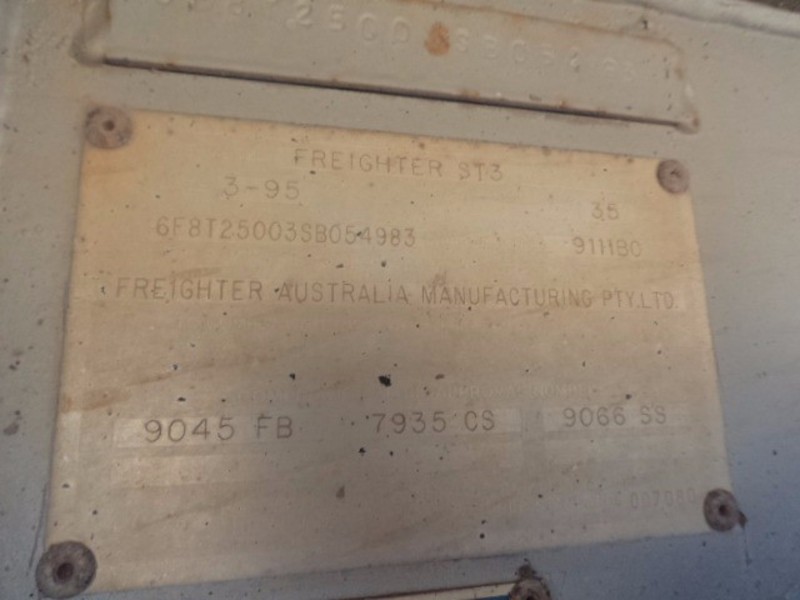 FREIGHTER ST3
3-95 35
6F8T25003SB054983 911180
FREIGHTER AUSTRALIA MANUFACTURING PTY.LTD.
9045 FB 7935 CS 9066 SS